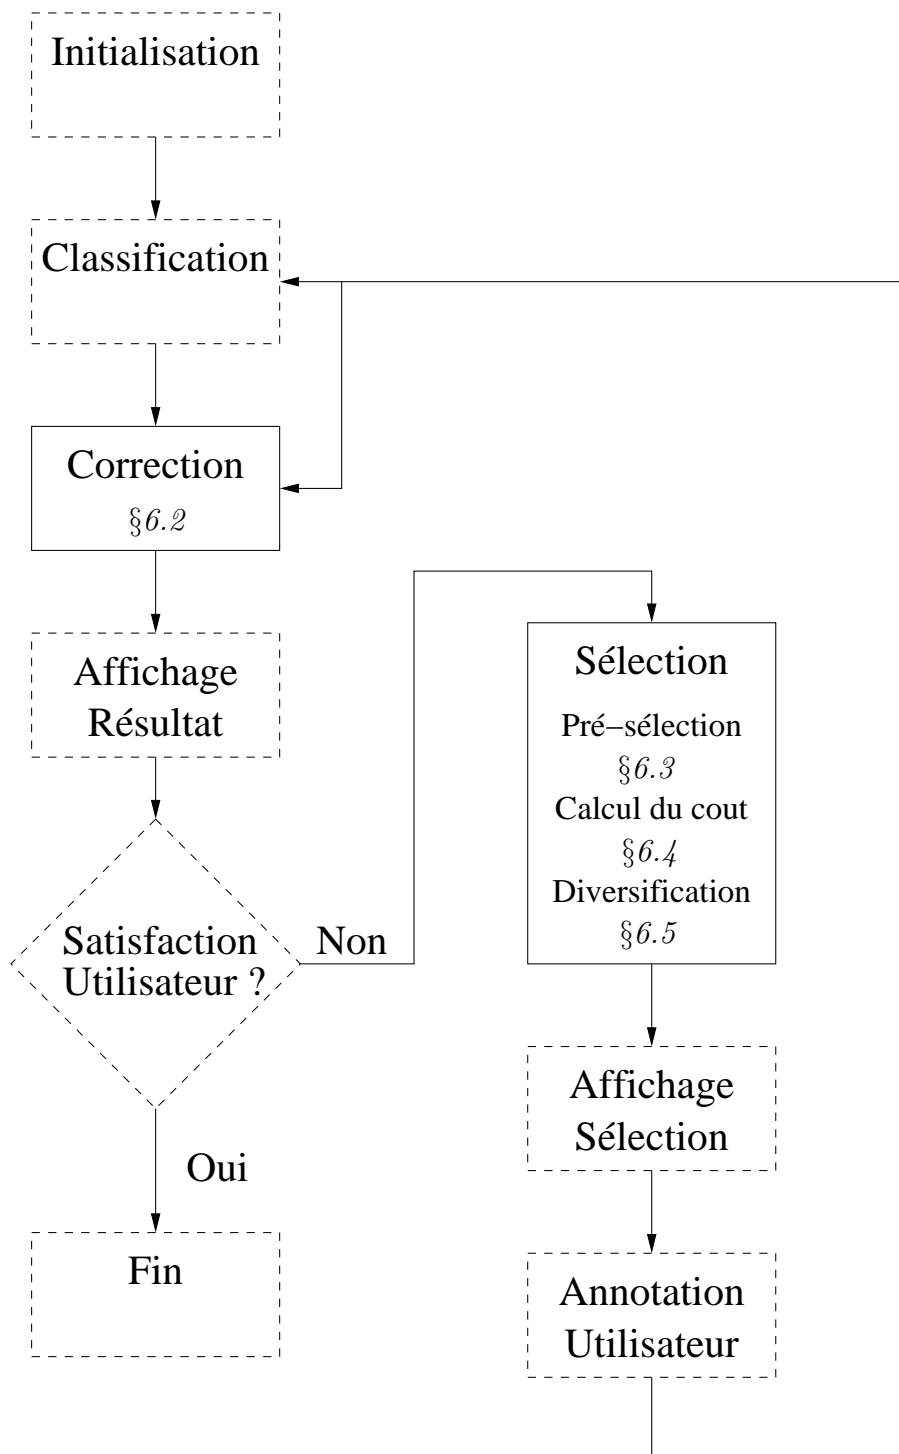 Initialisation
Classification
Correction
§6.2
Affichage
Résultat
Satisfaction
Utilisateur ?
Non
Oui
Fin
Sélection
Pré−sélection
§6.3
Calcul du cout
§6.4
Diversification
§6.5
Affichage
Sélection
Annotation
Utilisateur